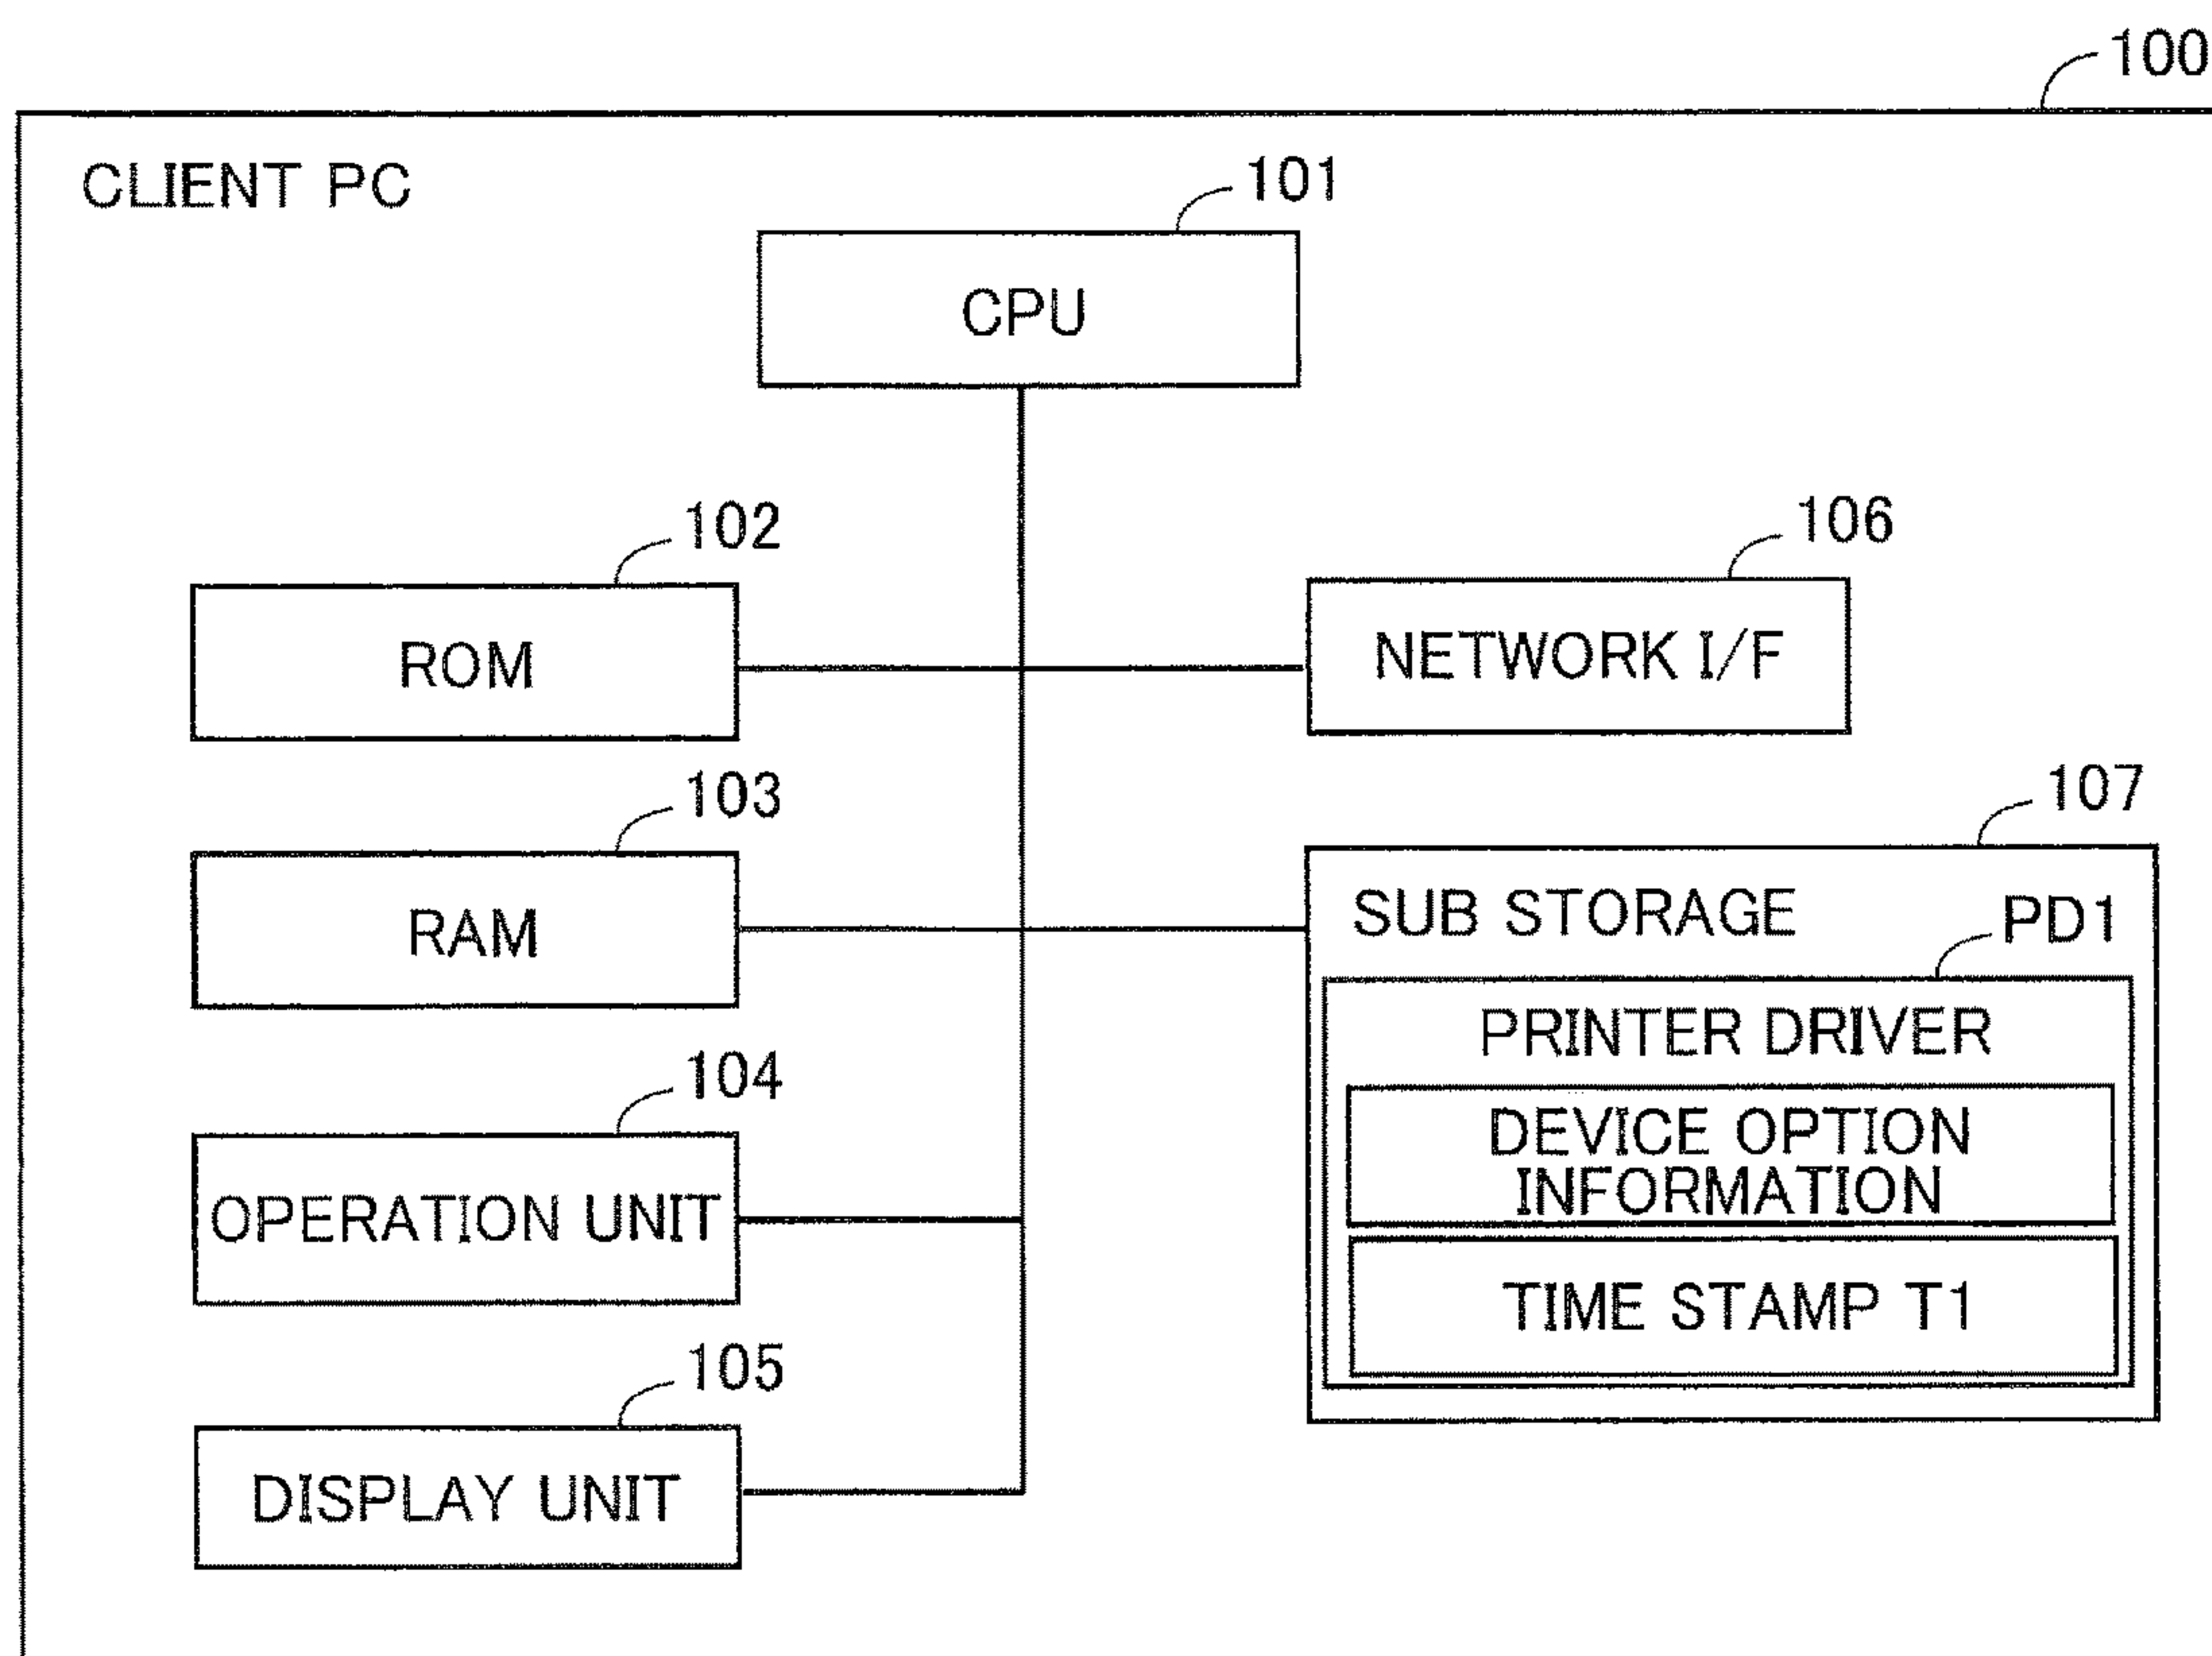 100
CLIENT PC
101
CPU
102
ROM
106
NETWORK I/F
103
RAM
107
SUB STORAGE
PD1
PRINTER DRIVER
DEVICE OPTION
INFORMATION
TIME STAMP T1
104
OPERATION UNIT
105
DISPLAY UNIT